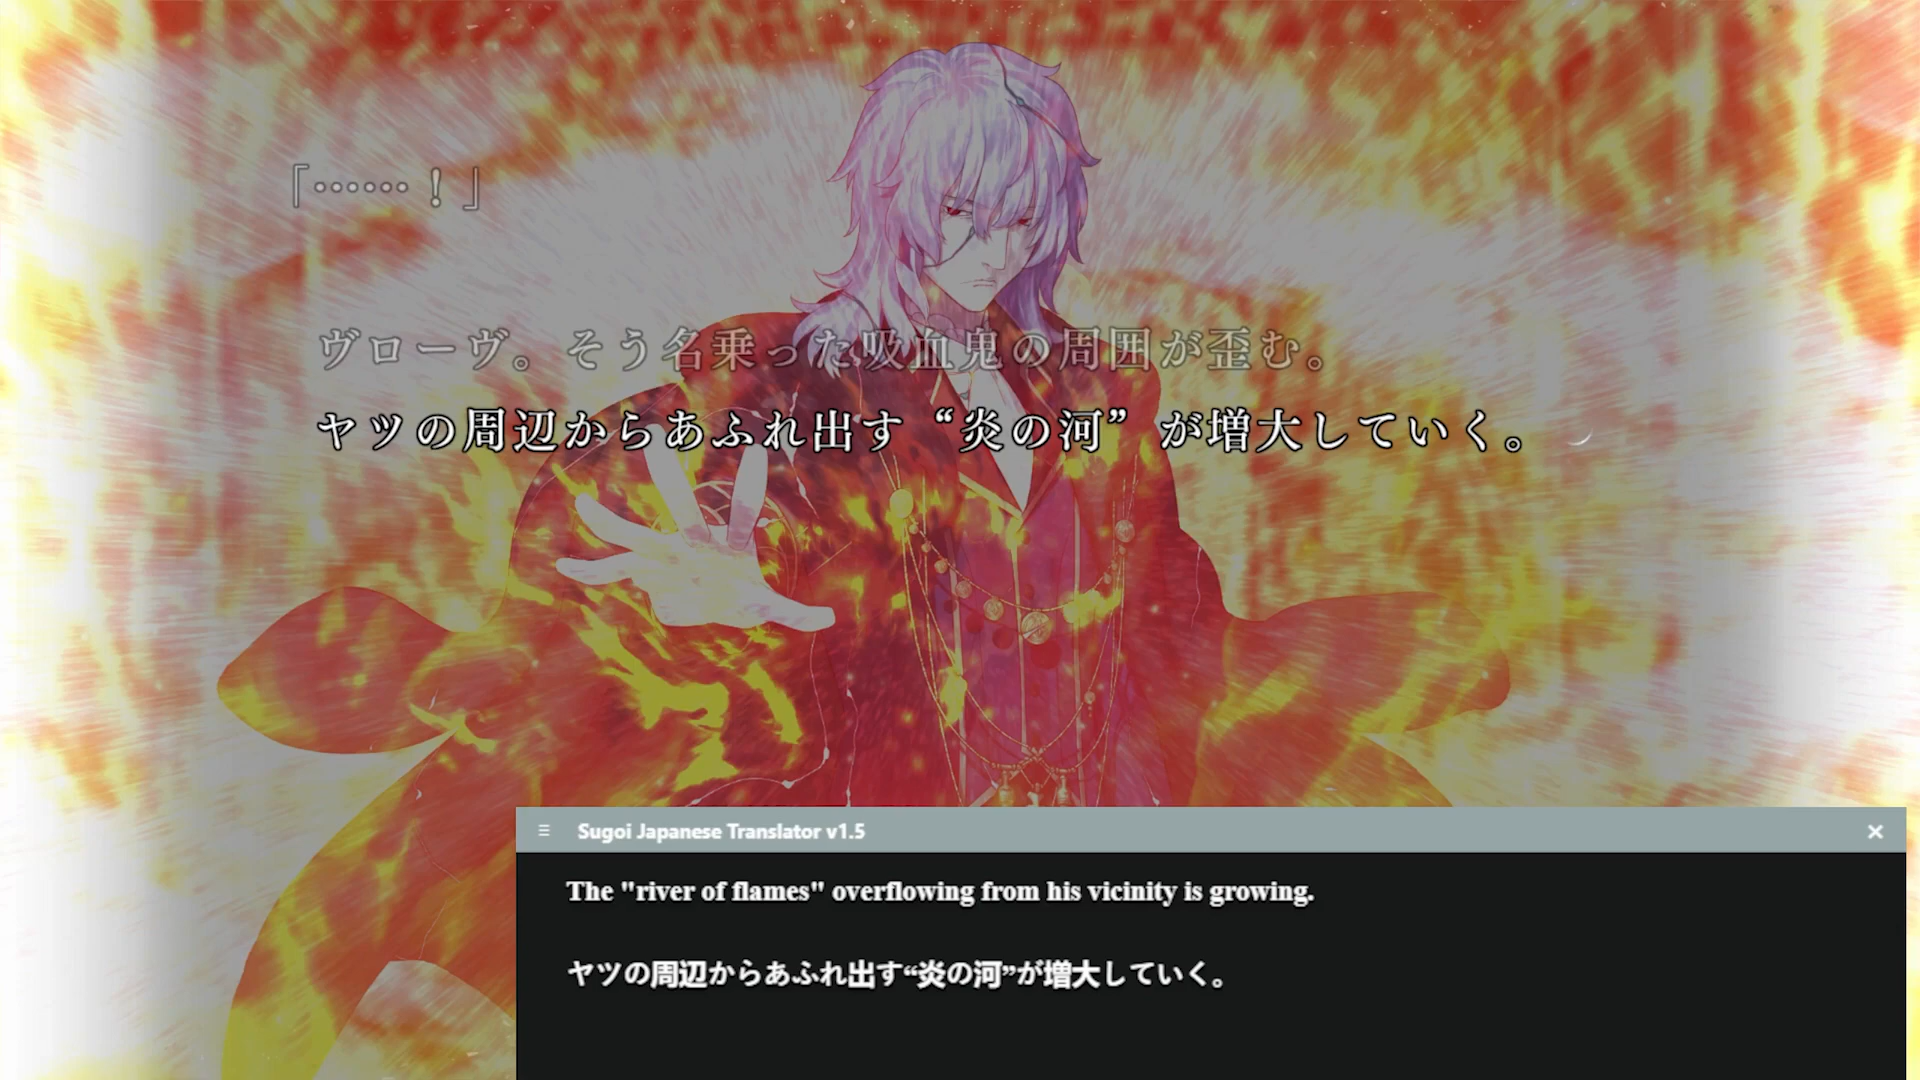 「……！」
ヴローヴ。そう名乗った吸血鬼の周囲が歪む。
ヤツの周辺からあふれ出す“炎の河”が増大していく。
Sugoi Japanese Translator v1.5
The "river of flames" overflowing from his vicinity is growing.
ヤツの周辺からあふれ出す“炎の河”が増大していく。